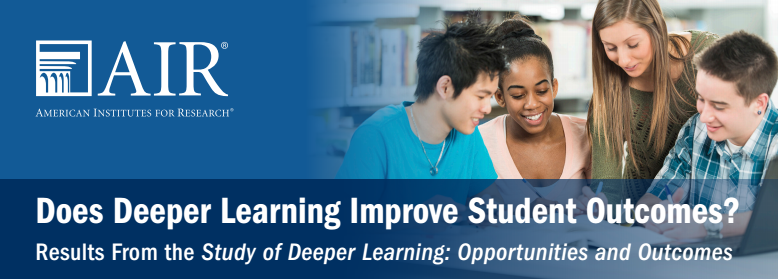 AIR®
AMERICAN INSTITUTES FOR RESEARCH®
Does Deeper Learning Improve Student Outcomes?
Results From the Study of Deeper Learning: Opportunities and Outcomes